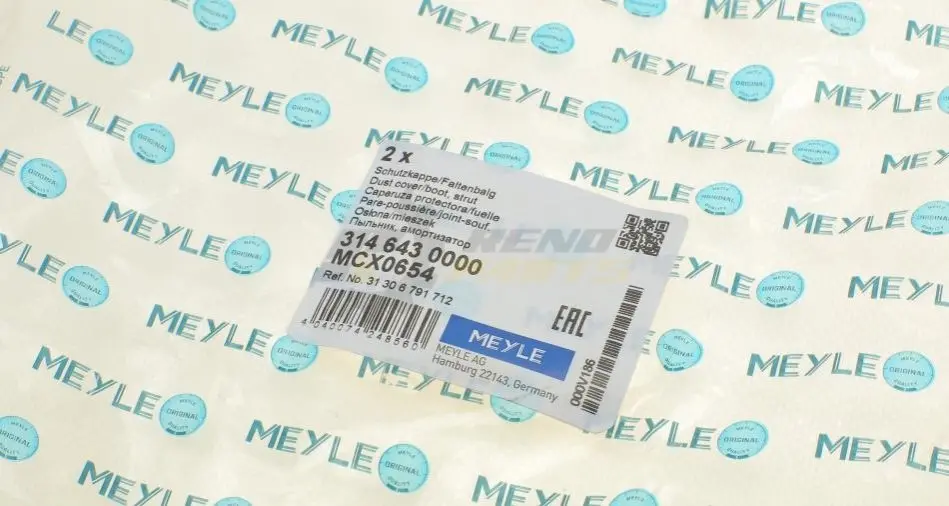 2 x
Schutzkappe/Faltenbalg
Dust cover/boot, strut
Caperuza protectora/fuelle
Pare-poussière/joint-souf.
Osłona/mieszek
Пыльник, амортизатор
314 643 0000
MCX0654
Ref. No. 31 30 6 791 712
4 040074 248560
MEYLE
MEYLE AG
Hamburg 22143, Germany
EAC
000V186
MEYLE
MEYLE
ORIGINAL
QUALITY